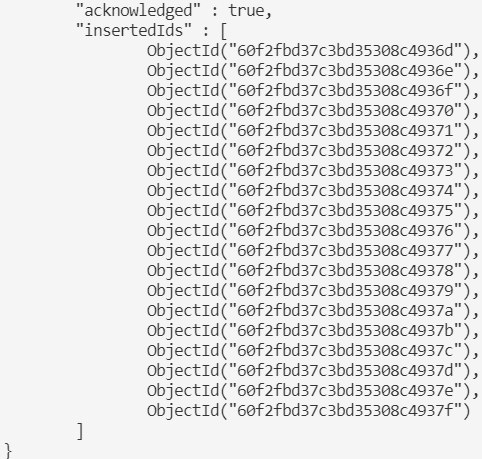 "acknowledged" : true,
"insertedIds" : [
ObjectId("60f2fbd37c3bd35308c4936d"),
ObjectId("60f2fbd37c3bd35308c4936e"),
ObjectId("60f2fbd37c3bd35308c4936f"),
ObjectId("60f2fbd37c3bd35308c49370"),
ObjectId("60f2fbd37c3bd35308c49371"),
ObjectId("60f2fbd37c3bd35308c49372"),
ObjectId("60f2fbd37c3bd35308c49373"),
ObjectId("60f2fbd37c3bd35308c49374"),
ObjectId("60f2fbd37c3bd35308c49375"),
ObjectId("60f2fbd37c3bd35308c49376"),
ObjectId("60f2fbd37c3bd35308c49377"),
ObjectId("60f2fbd37c3bd35308c49378"),
ObjectId("60f2fbd37c3bd35308c49379"),
ObjectId("60f2fbd37c3bd35308c4937a"),
ObjectId("60f2fbd37c3bd35308c4937b"),
ObjectId("60f2fbd37c3bd35308c4937c"),
ObjectId("60f2fbd37c3bd35308c4937d"),
ObjectId("60f2fbd37c3bd35308c4937e"),
ObjectId("60f2fbd37c3bd35308c4937f")
]
}